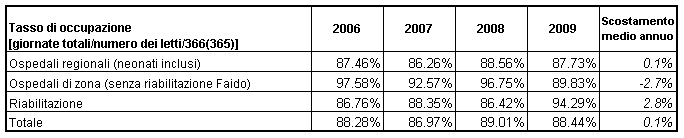 Tasso di occupazione
[giornate totali/numero dei letti/366(365)] 2006 2007 2008 2009 Scostamento medio annuo
Ospedali regionali (neonati inclusi) 87.46% 86.26% 88.56% 87.73% 0.1%
Ospedali di zona (senza riabilitazione Faido) 97.58% 92.57% 96.75% 89.83% -2.7%
Riabilitazione 86.76% 88.35% 86.42% 94.29% 2.8%
Totale 88.28% 86.97% 89.01% 88.44% 0.1%